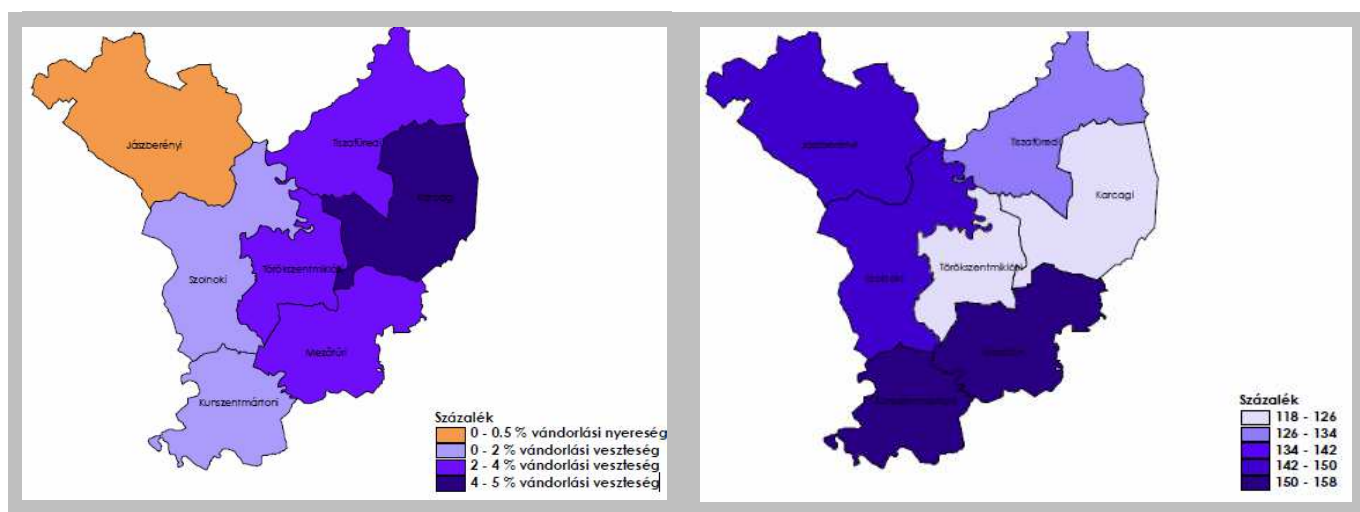 Jászberényi
Tiszafüredi
Karcagi
Szolnoki
Törökszentmiklósi
Mezőtúri
Kunszentmártoni
Százalék
0 - 0.5 % vándorlási nyereség
0 - 2 % vándorlási veszteség
2 - 4 % vándorlási veszteség
4 - 5 % vándorlási veszteség
Jászberényi
Tiszafüredi
Karcagi
Törökszentmiklósi
Szolnoki
Mezőtúri
Kunszentmártoni
Százalék
118 - 126
126 - 134
134 - 142
142 - 150
150 - 158